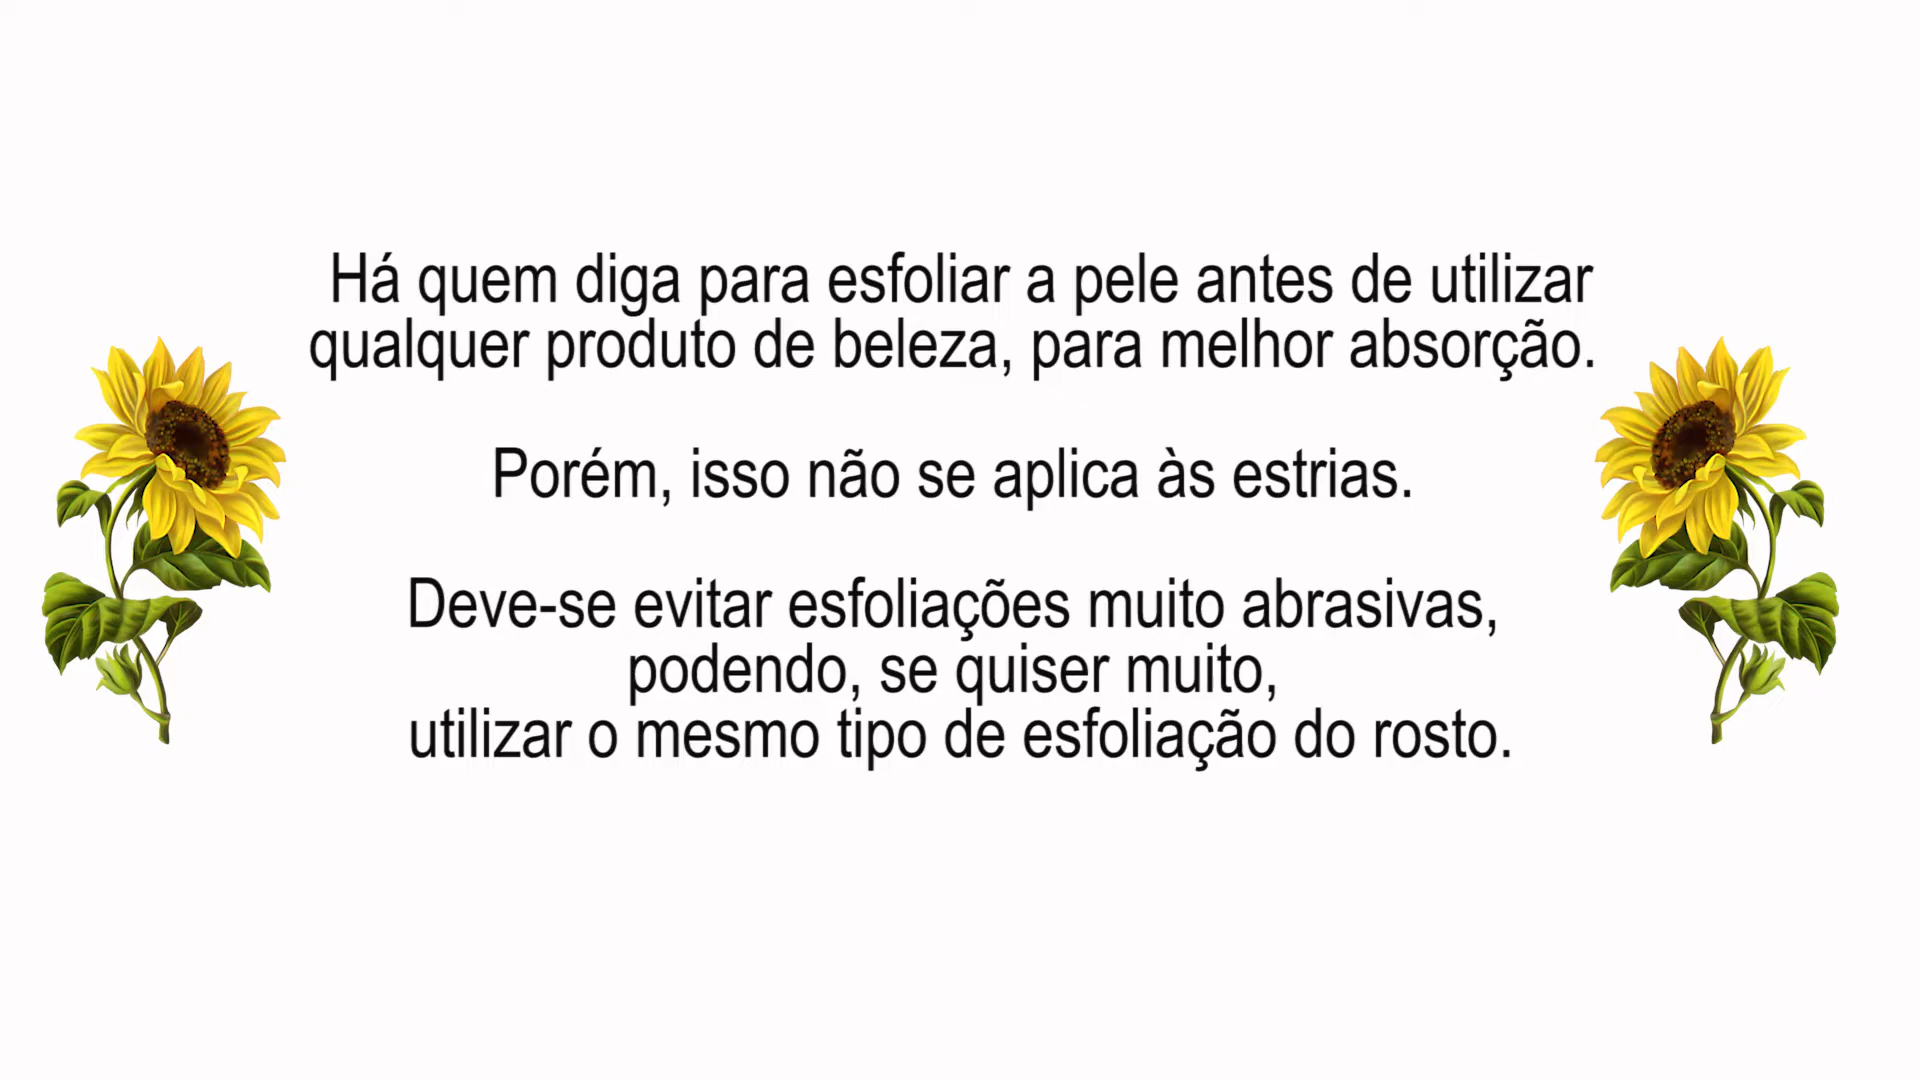 Há quem diga para esfoliar a pele antes de utilizar
qualquer produto de beleza, para melhor absorção.
Porém, isso não se aplica às estrias.
Deve-se evitar esfoliações muito abrasivas,
podendo, se quiser muito,
utilizar o mesmo tipo de esfoliação do rosto.